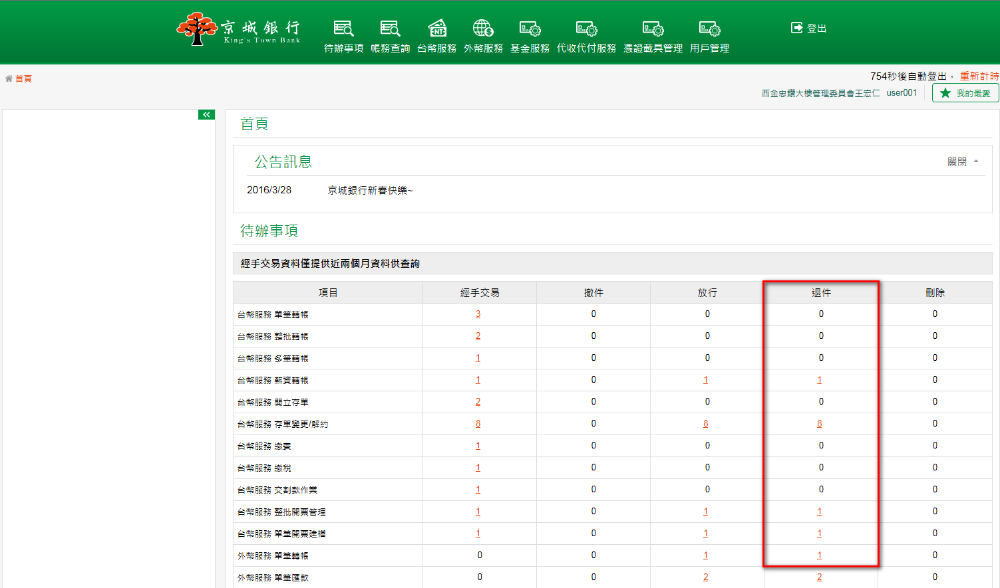 京城銀行
King's Town Bank
待辦事項 帳務查詢 台幣服務 外幣服務 基金服務 代收代付服務 憑證載具管理 用戶管理
登出
首頁
754秒後自動登出， 重新計時
西金忠鑽大樓管理委員會王宏仁 user001
我的最愛
首頁
公告訊息
關閉
2016/3/28 京城銀行新春快樂~
待辦事項
經手交易資料僅提供近兩個月資料供查詢
項目 經手交易 撤件 放行 退件 刪除
台幣服務 單筆轉帳 3 0 0 0 0
台幣服務 整批轉帳 2 0 0 0 0
台幣服務 多筆轉帳 1 0 0 0 0
台幣服務 薪資轉帳 1 0 1 1 0
台幣服務 開立存單 2 0 0 0 0
台幣服務 存單變更/解約 8 0 8 8 0
台幣服務 繳費 1 0 0 0 0
台幣服務 繳稅 1 0 0 0 0
台幣服務 交割款作業 1 0 0 0 0
台幣服務 整批開票管理 1 0 1 1 0
台幣服務 單筆開票建檔 1 0 1 1 0
外幣服務 單筆轉帳 0 0 1 1 0
外幣服務 單筆匯款 0 0 2 2 0